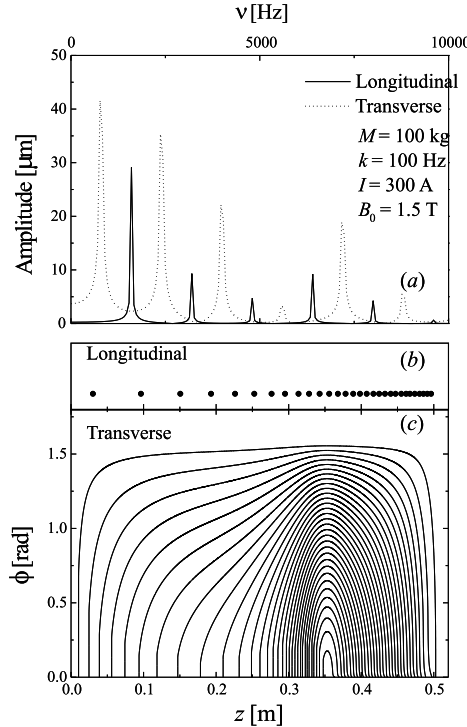 ν [Hz]
0 5000 10000
50
40
30
20
10
0
Amplitude [μm]
Longitudinal
Transverse
M = 100 kg
k = 100 Hz
I = 300 A
B0 = 1.5 T
(a)
Longitudinal
(b)
Transverse
(c)
1.5
1.0
0.5
0.0
ϕ [rad]
0.0 0.1 0.2 0.3 0.4 0.5
z [m]